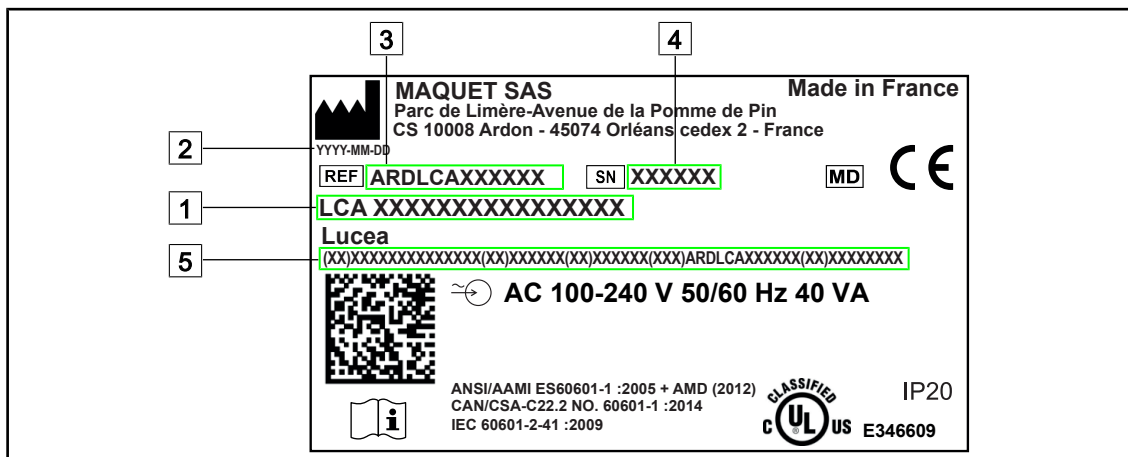 3
4
MAQUET SAS
Made in France
Parc de Limère-Avenue de la Pomme de Pin
CS 10008 Ardon - 45074 Orléans cedex 2 - France
2
YYYY-MM-DD
REF ARDLCAXXXXXX SN XXXXXX MD CE
1
LCA XXXXXXXXXXXXXXXX
Lucea
5
(XX)XXXXXXXXXXXXXX(XX)XXXXXX(XX)XXXXXX(XXX)ARDLCAXXXXXX(XX)XXXXXXXX
AC 100-240 V 50/60 Hz 40 VA
ANSI/AAMI ES60601-1 :2005 + AMD (2012)
CAN/CSA-C22.2 NO. 60601-1 :2014
IEC 60601-2-41 :2009
i
CLASSIFIED
C UL ® US
E346609
IP20